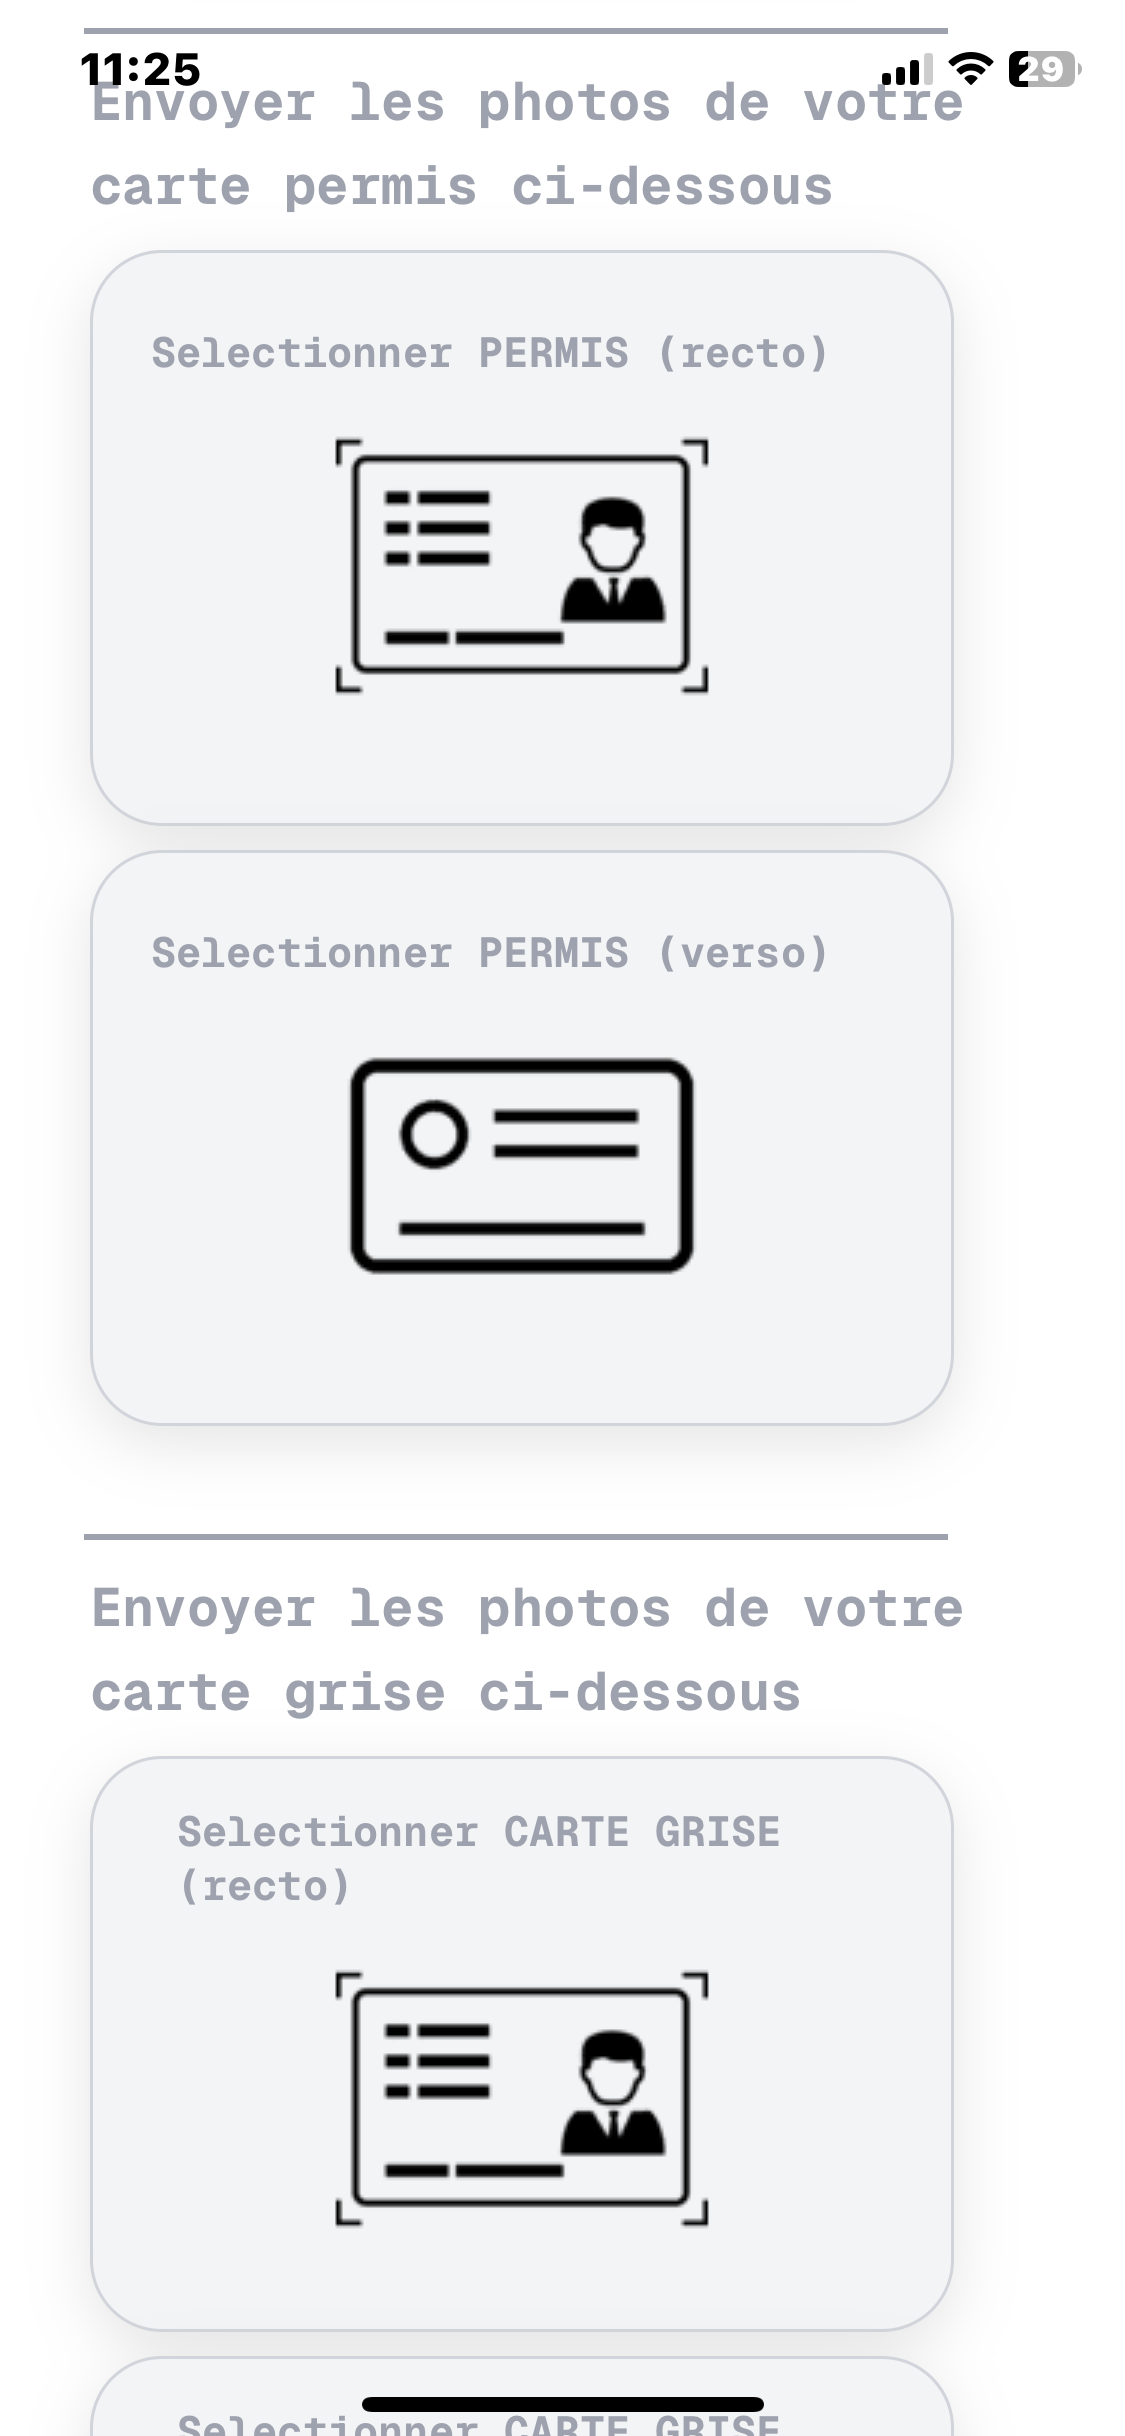 11:25
29
Envoyer les photos de votre
carte permis ci-dessous
Selectionner PERMIS (recto)
Selectionner PERMIS (verso)
Envoyer les photos de votre
carte grise ci-dessous
Selectionner CARTE GRISE
(recto)
Selectionner CARTE GRISE